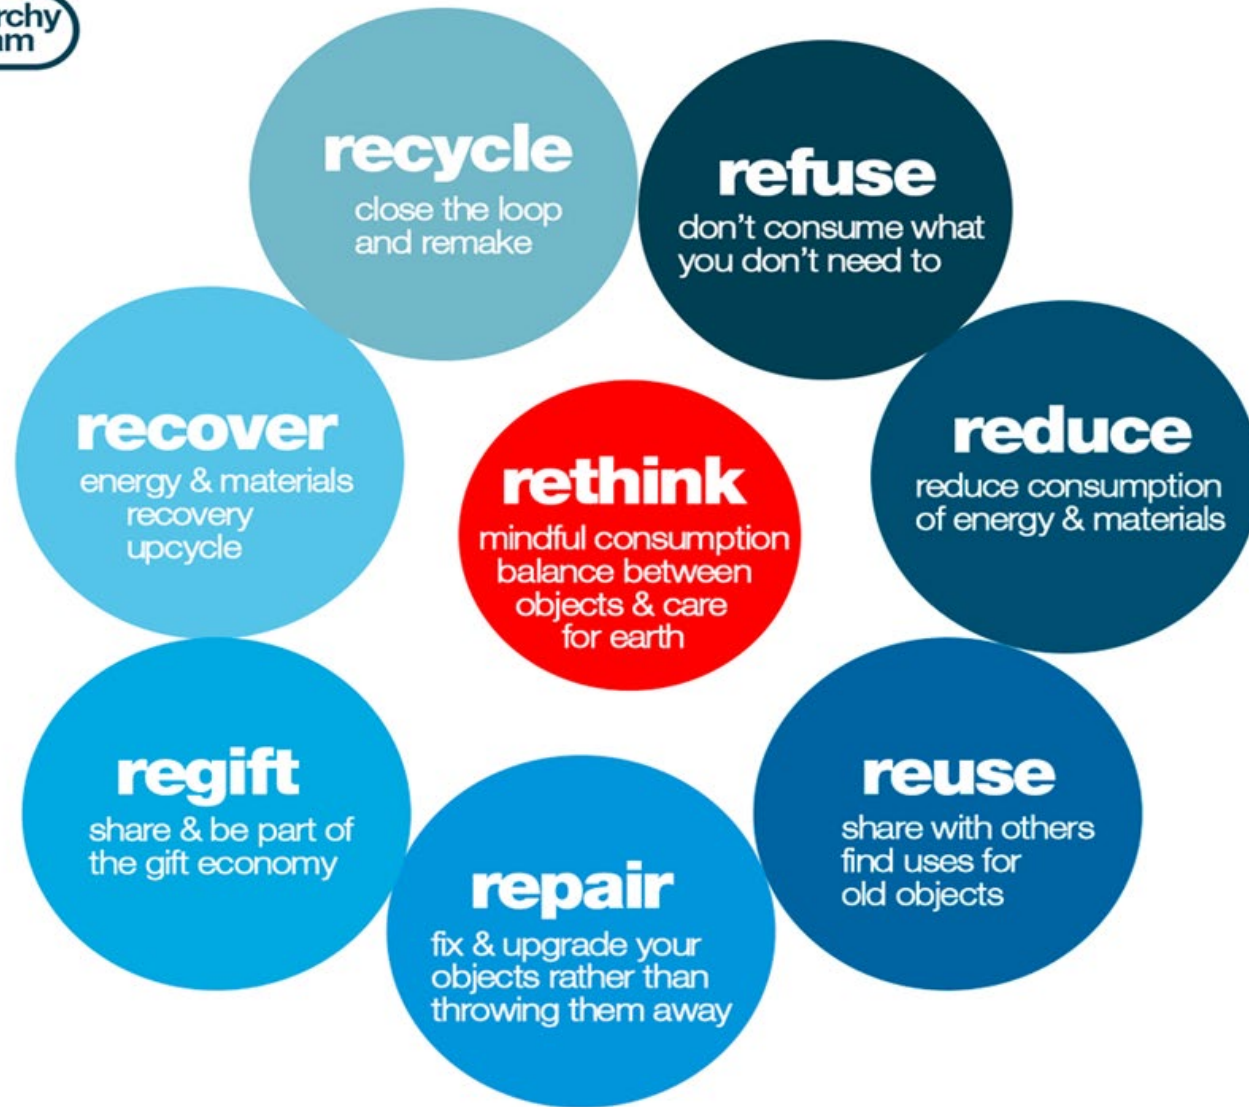 recycle
close the loop
and remake
refuse
don't consume what
you don't need to
reduce
reduce consumption
of energy & materials
reuse
share with others
find uses for
old objects
repair
fix & upgrade your
objects rather than
throwing them away
regift
share & be part of
the gift economy
recover
energy & materials
recovery
upcycle
rethink
mindful consumption
balance between
objects & care
for earth